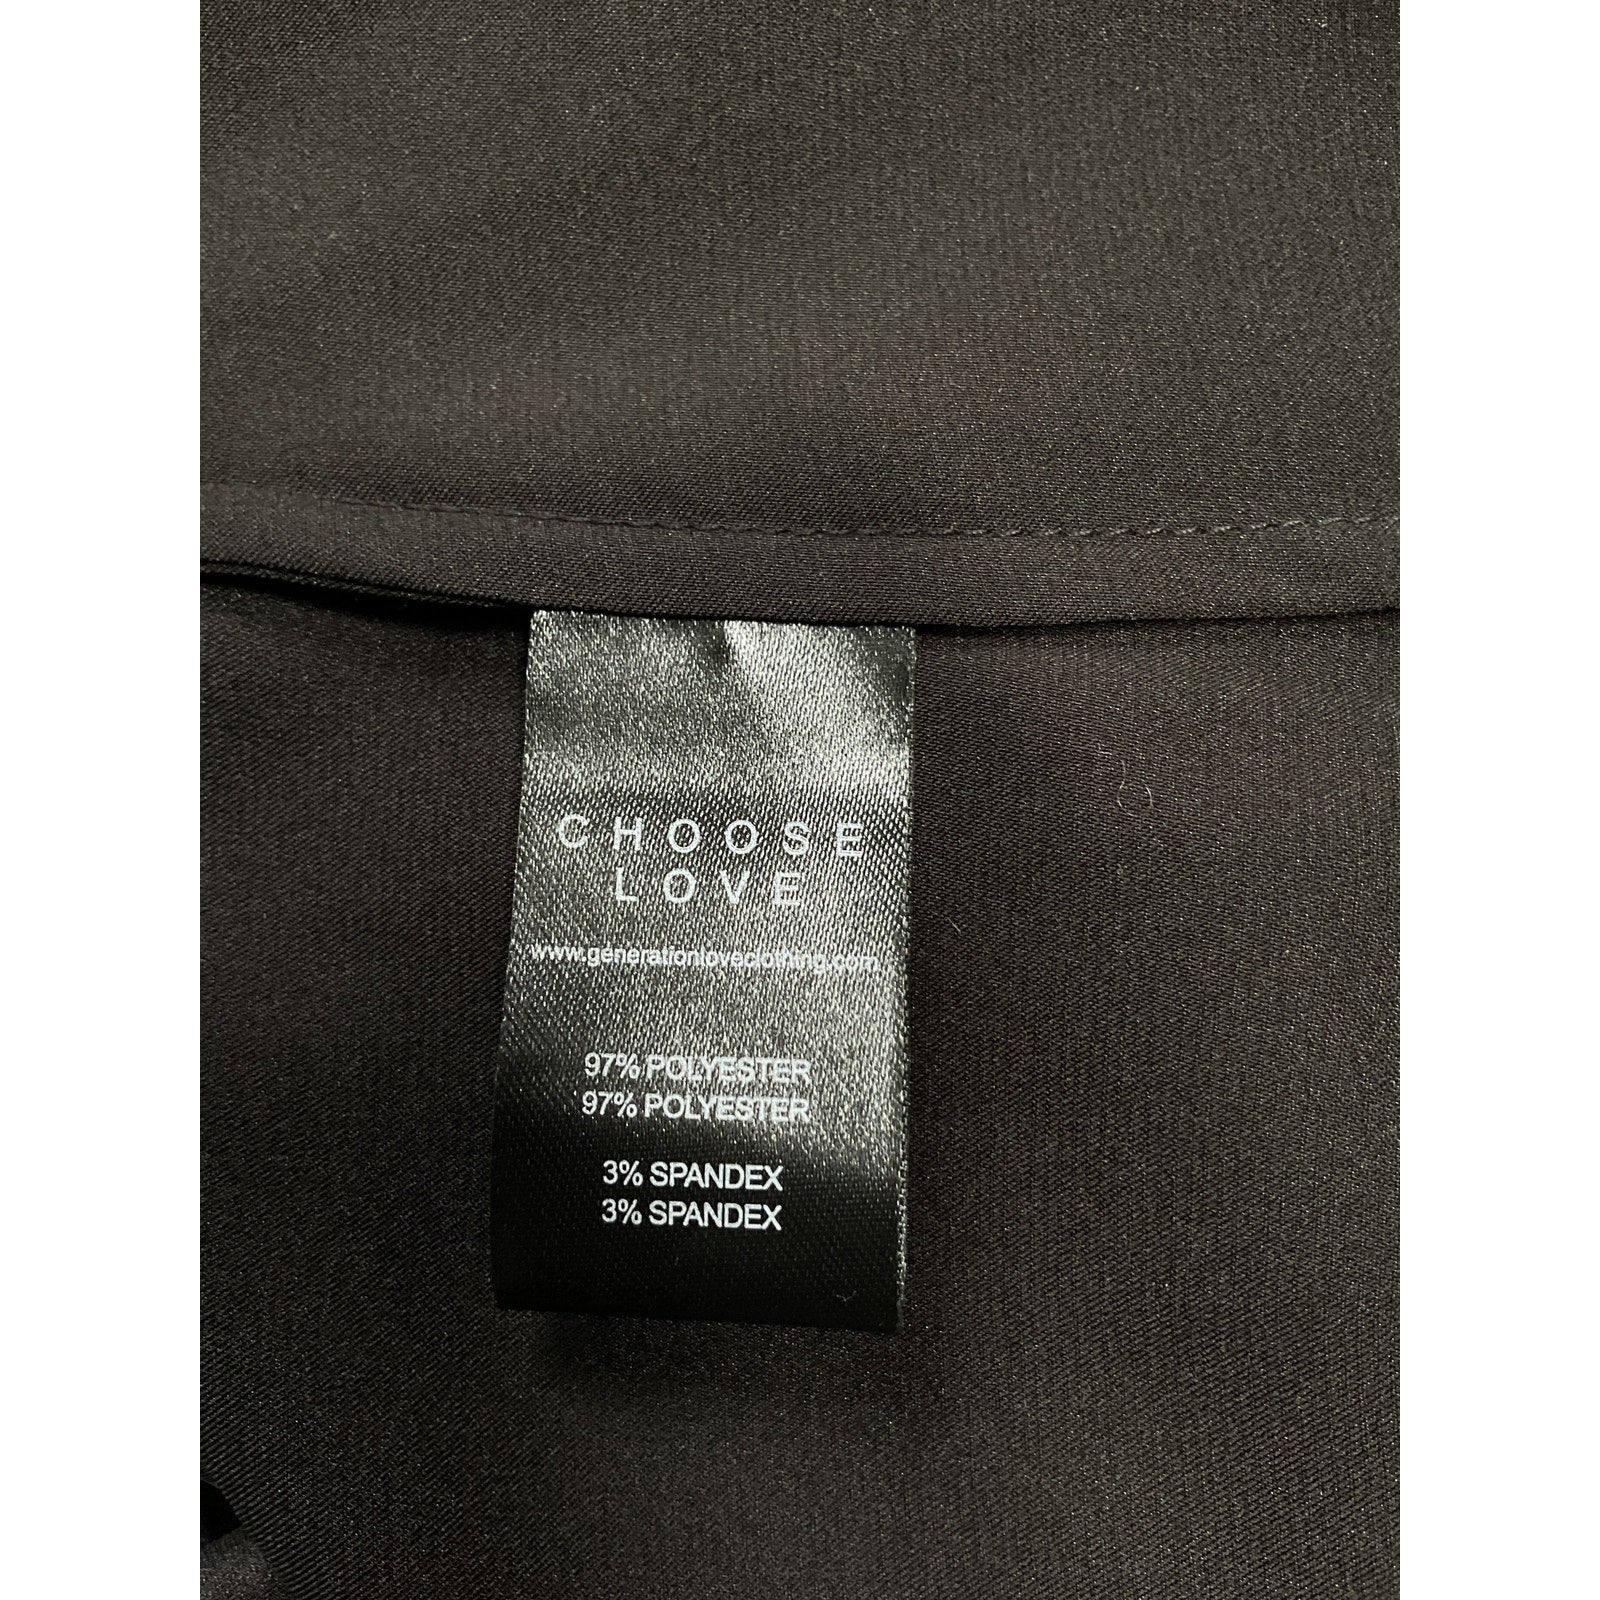 CHOOSE
LOVE
www.generationloveclothing.com
97% POLYESTER
97% POLYESTER
3% SPANDEX
3% SPANDEX